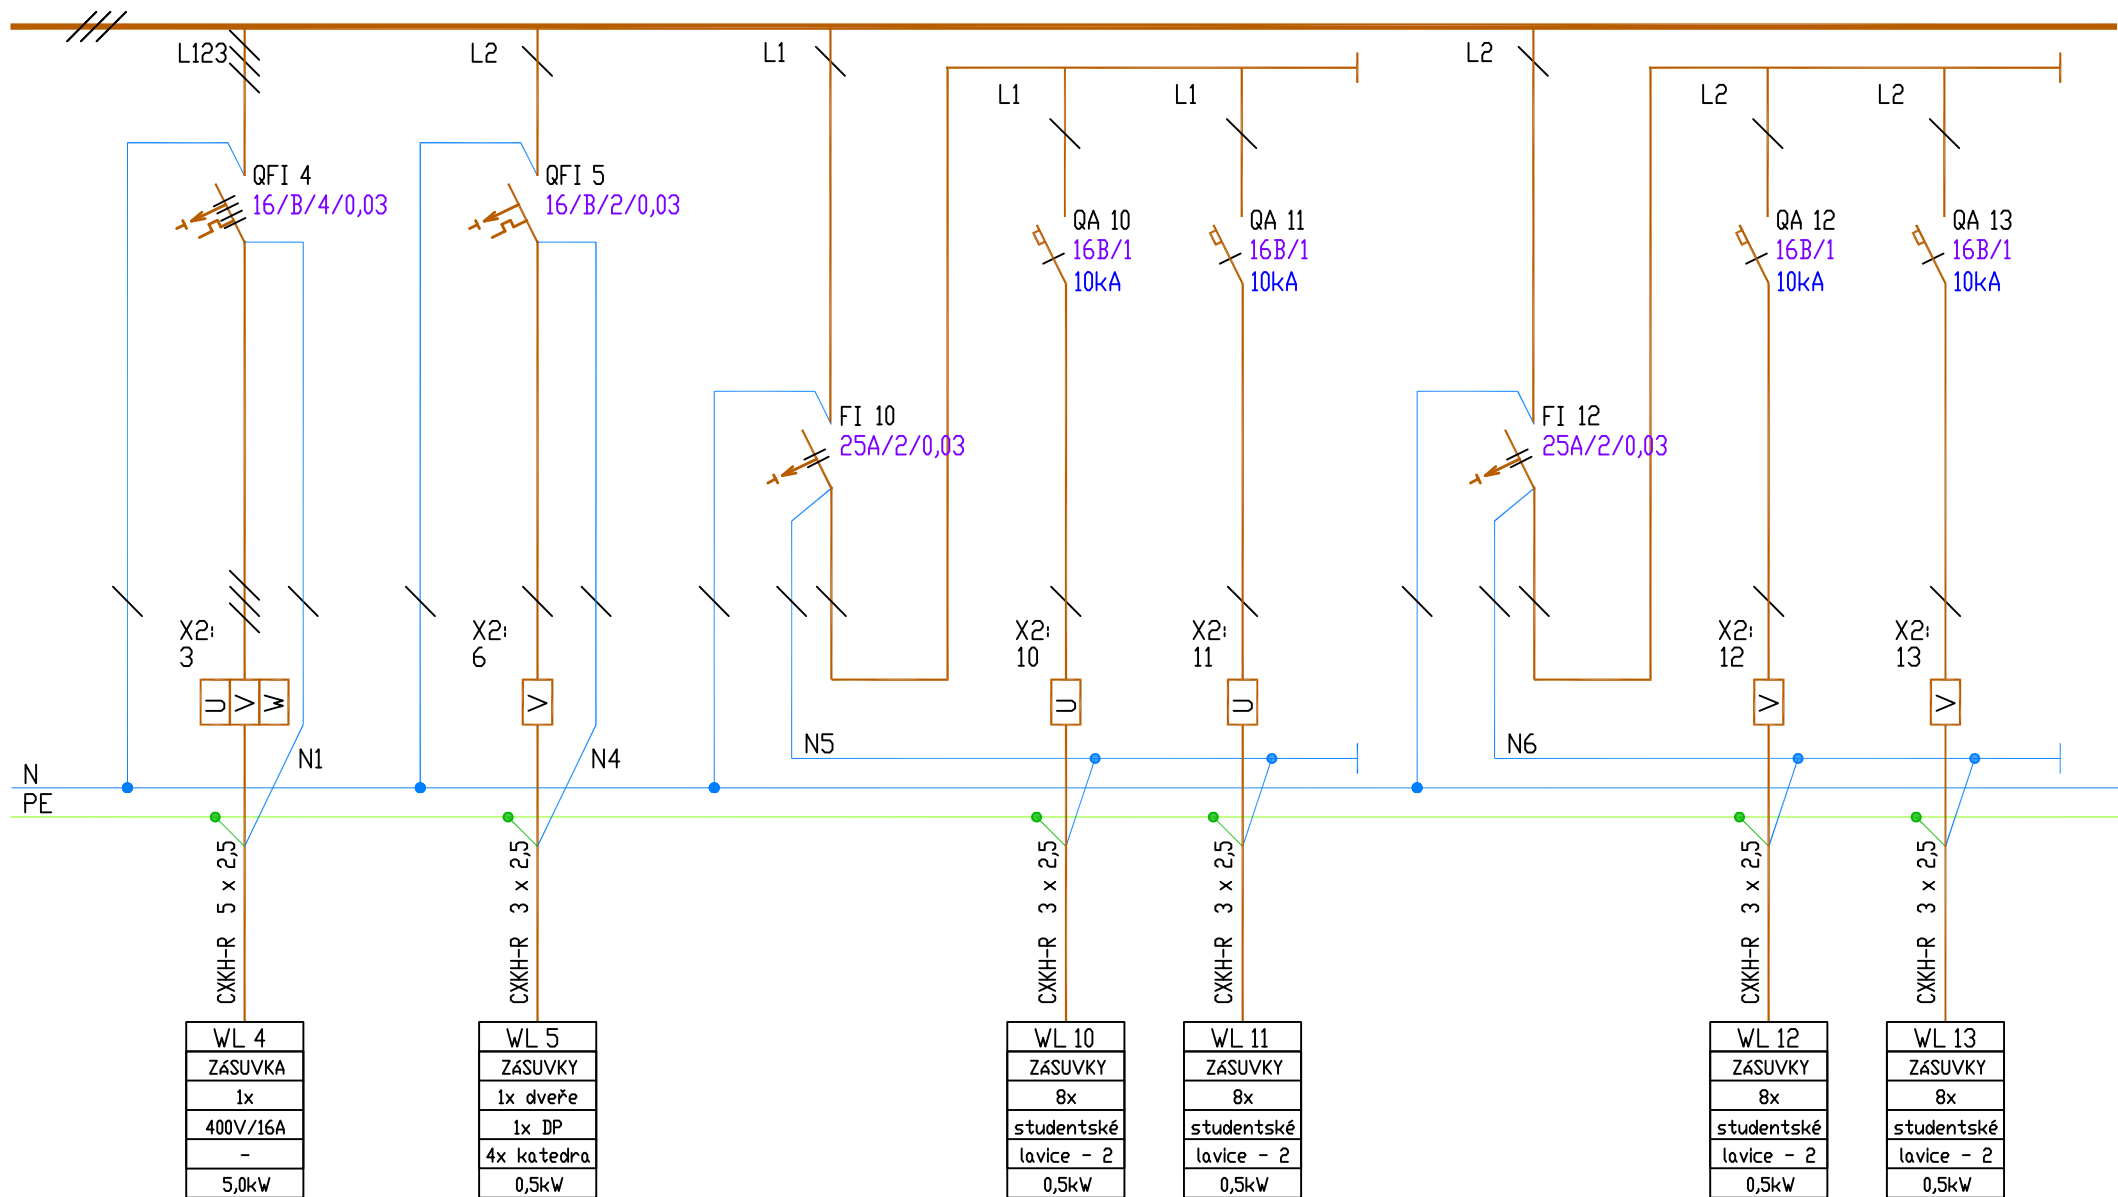 L123
L2
L1
L2
L1
L1
L2
L2
QFI 4
16/B/4/0,03
QFI 5
16/B/2/0,03
QA 10
16B/1
10kA
QA 11
16B/1
10kA
QA 12
16B/1
10kA
QA 13
16B/1
10kA
FI 10
25A/2/0,03
FI 12
25A/2/0,03
X2:
3
X2:
6
X2:
10
X2:
11
X2:
12
X2:
13
U V W
V
U
U
V
V
N1
N4
N5
N6
N
PE
CXKH-R 5 x 2,5
CXKH-R 3 x 2,5
CXKH-R 3 x 2,5
CXKH-R 3 x 2,5
CXKH-R 3 x 2,5
CXKH-R 3 x 2,5
WL 4
ZÁSUVKA
1x
400V/16A
-
5,0kW
WL 5
ZÁSUVKY
1x dveře
1x DP
4x katedra
0,5kW
WL 10
ZÁSUVKY
8x
studentské
lavice - 2
0,5kW
WL 11
ZÁSUVKY
8x
studentské
lavice - 2
0,5kW
WL 12
ZÁSUVKY
8x
studentské
lavice - 2
0,5kW
WL 13
ZÁSUVKY
8x
studentské
lavice - 2
0,5kW